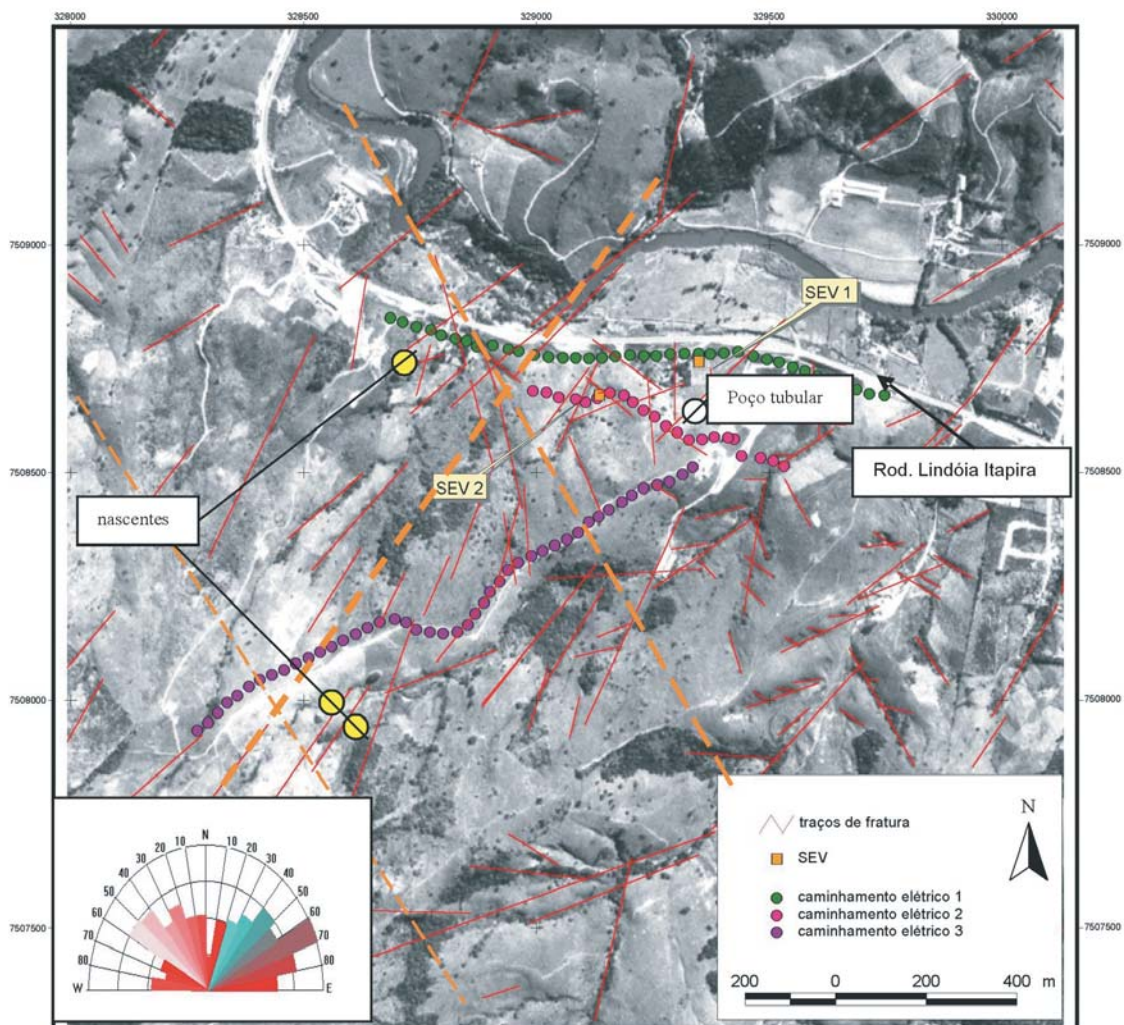 328000 328500 329000 329500 330000
7509000 7509000
SEV 1
Poço tubular
7508500 7508500
Rod. Lindóia Itapira
SEV 2
nascentes
7508000 7508000
N
10 10
20 20
30 30
40 40
50 50
60 60
70 70
80 80
W E
7507500 7507500
traços de fratura
N
SEV
caminhamento elétrico 1
caminhamento elétrico 2
caminhamento elétrico 3
200 0 200 400 m